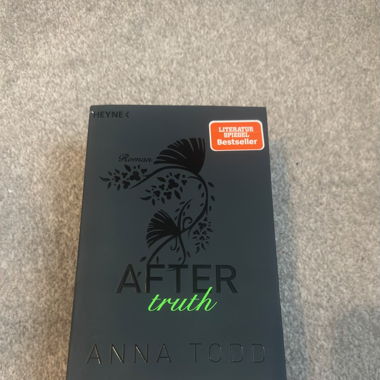 HEYNE<
LITERATUR
SPIEGEL
Bestseller
Roman
AFTER
truth
ANNA TODD